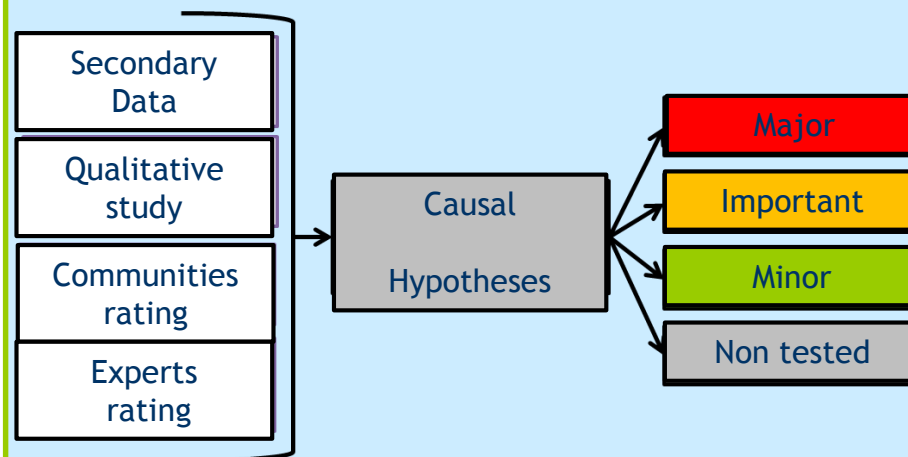 Secondary
Data
Qualitative
study
Communities
rating
Experts
rating
Causal
Hypotheses
Major
Important
Minor
Non tested